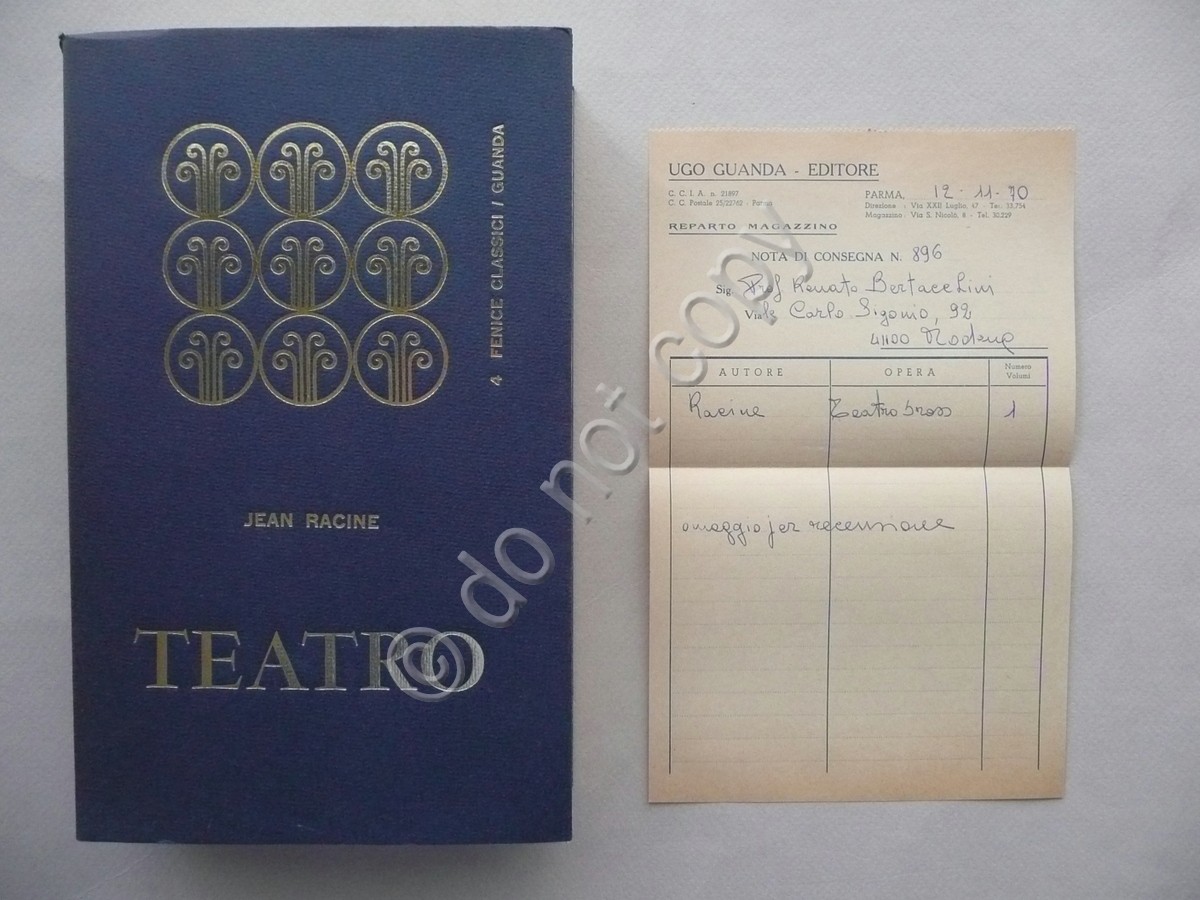 4 FENICE CLASSICI / GUANDA
JEAN RACINE
TEATRO
© do not copy
UGO GUANDA - EDITORE
C. C. I. A. n. 21897
C. C. Postale 25/22762 - Parma
PARMA, 12-11-70
Direzione : Via XXII Luglio, 47 - Tel. 33.754
Magazzino : Via S. Nicolò, 8 - Tel. 30.229
REPARTO MAGAZZINO
NOTA DI CONSEGNA N. 896
Sig. Prof Renato Bertacchini
Viale Carlo Sigonio, 92
41100 Modena
AUTORE OPERA Numero Volumi
Racine Teatro bross 1
omaggio per recensione